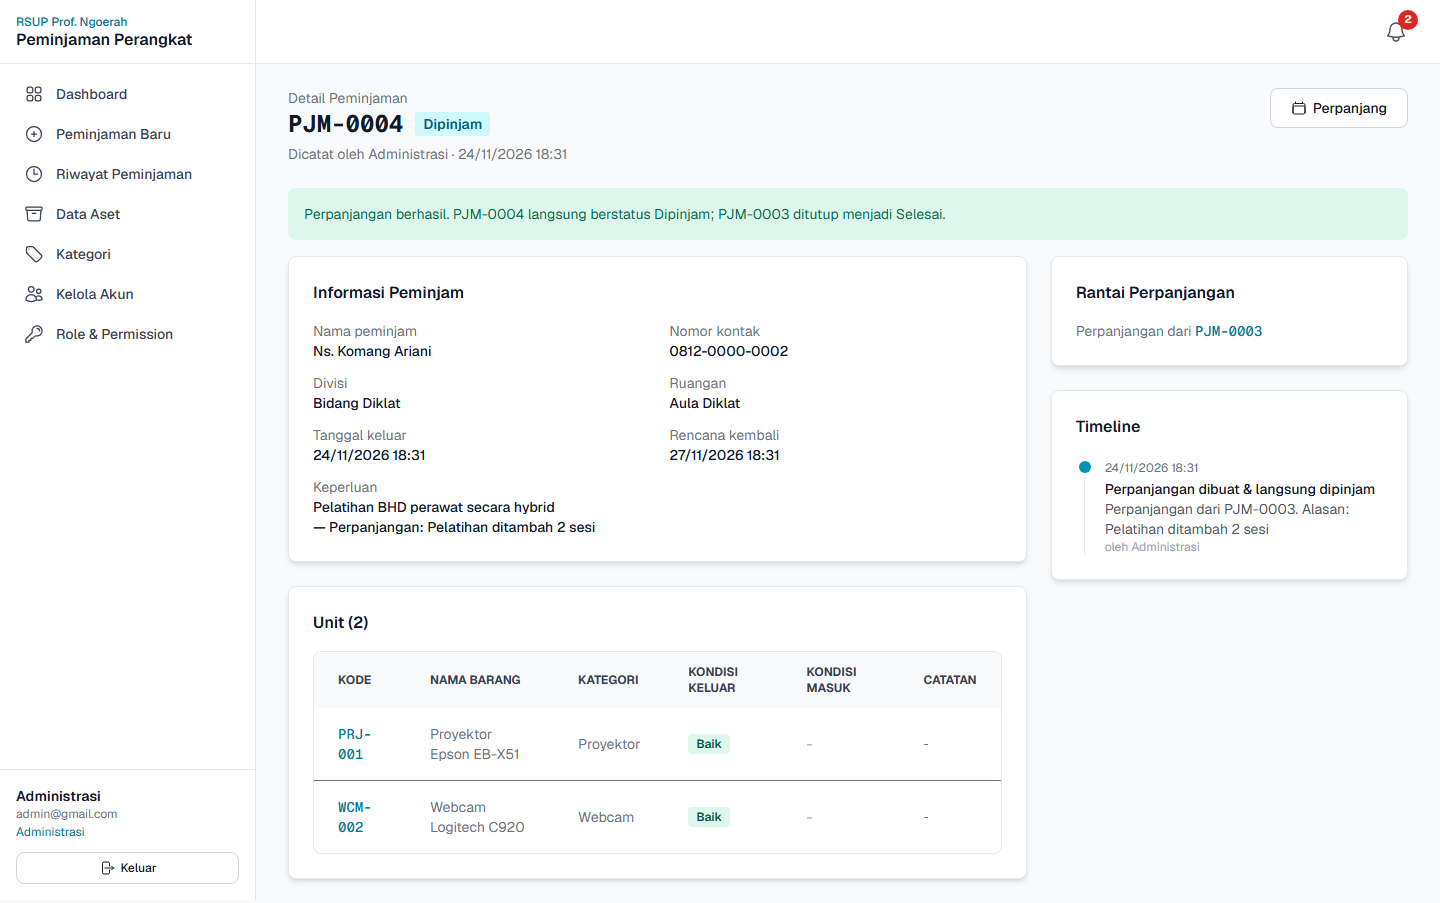 RSUP Prof. Ngoerah
Peminjaman Perangkat
2
Dashboard
Peminjaman Baru
Riwayat Peminjaman
Data Aset
Kategori
Kelola Akun
Role & Permission
Administrasi
admin@gmail.com
Administrasi
Keluar
Detail Peminjaman
PJM-0004 Dipinjam
Dicatat oleh Administrasi · 24/11/2026 18:31
Perpanjang
Perpanjangan berhasil. PJM-0004 langsung berstatus Dipinjam; PJM-0003 ditutup menjadi Selesai.
Informasi Peminjam
Nama peminjam
Ns. Komang Ariani
Nomor kontak
0812-0000-0002
Divisi
Bidang Diklat
Ruangan
Aula Diklat
Tanggal keluar
24/11/2026 18:31
Rencana kembali
27/11/2026 18:31
Keperluan
Pelatihan BHD perawat secara hybrid
— Perpanjangan: Pelatihan ditambah 2 sesi
Unit (2)
KODE NAMA BARANG KATEGORI KONDISI KELUAR KONDISI MASUK CATATAN
PRJ-001 Proyektor Epson EB-X51 Proyektor Baik - -
WCM-002 Webcam Logitech C920 Webcam Baik - -
Rantai Perpanjangan
Perpanjangan dari PJM-0003
Timeline
24/11/2026 18:31
Perpanjangan dibuat & langsung dipinjam
Perpanjangan dari PJM-0003. Alasan:
Pelatihan ditambah 2 sesi
oleh Administrasi